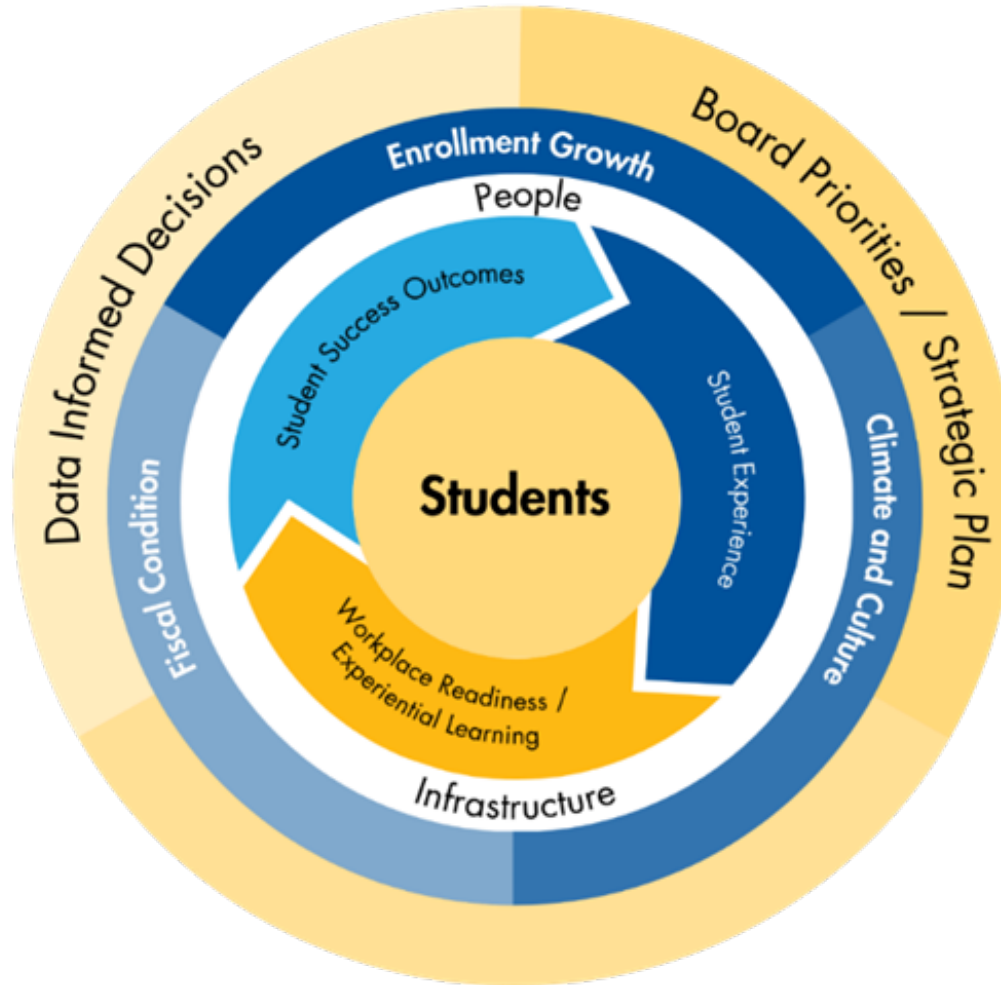 Data Informed Decisions
Board Priorities / Strategic Plan
Enrollment Growth
Climate and Culture
Fiscal Condition
People
Infrastructure
Student Success Outcomes
Student Experience
Workplace Readiness /
Experiential Learning
Students